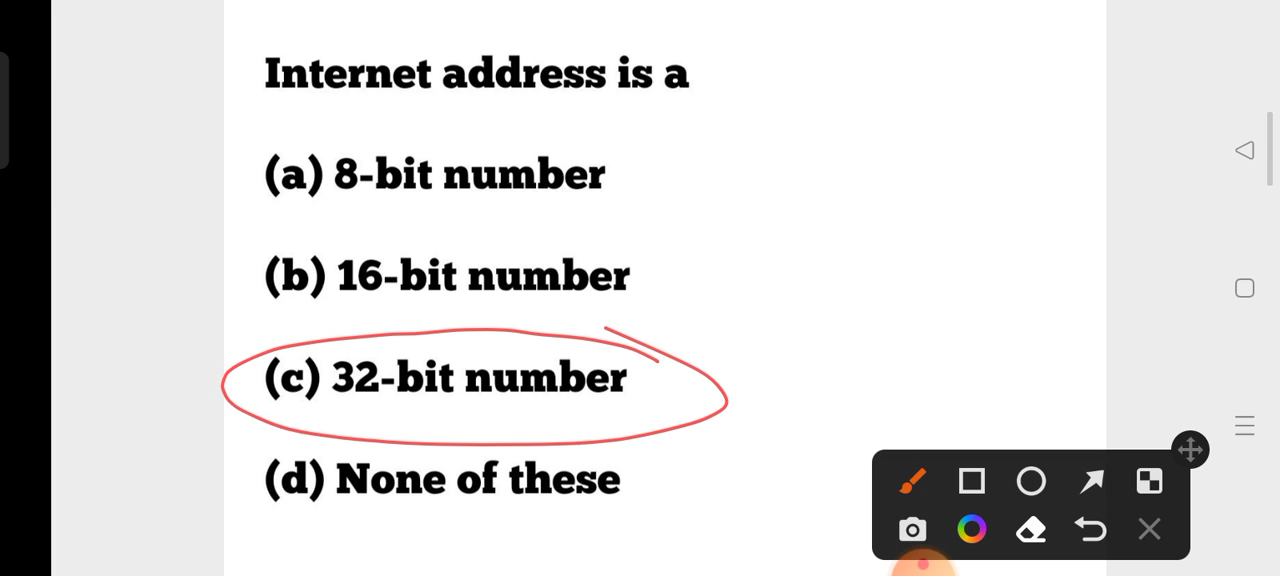 Internet address is a
(a) 8-bit number
(b) 16-bit number
(c) 32-bit number
(d) None of these